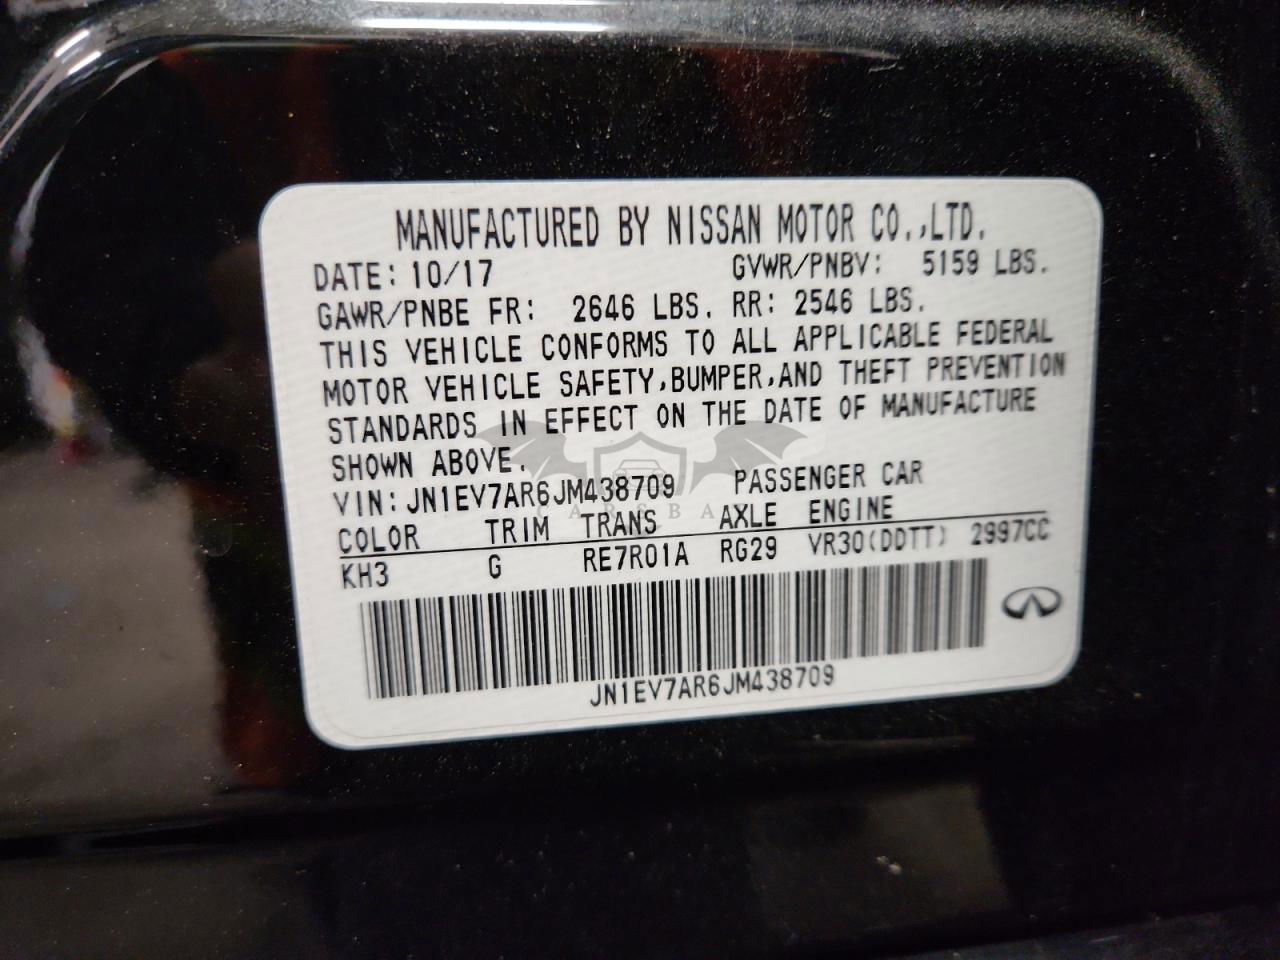 MANUFACTURED BY NISSAN MOTOR CO.,LTD.
DATE: 10/17 GVWR/PNBV: 5159 LBS.
GAWR/PNBE FR: 2646 LBS. RR: 2546 LBS.
THIS VEHICLE CONFORMS TO ALL APPLICABLE FEDERAL
MOTOR VEHICLE SAFETY,BUMPER,AND THEFT PREVENTION
STANDARDS IN EFFECT ON THE DATE OF MANUFACTURE
SHOWN ABOVE.
VIN: JN1EV7AR6JM438709 PASSENGER CAR
COLOR TRIM TRANS AXLE ENGINE
KH3 G RE7R01A RG29 VR30(DDTT) 2997CC
JN1EV7AR6JM438709